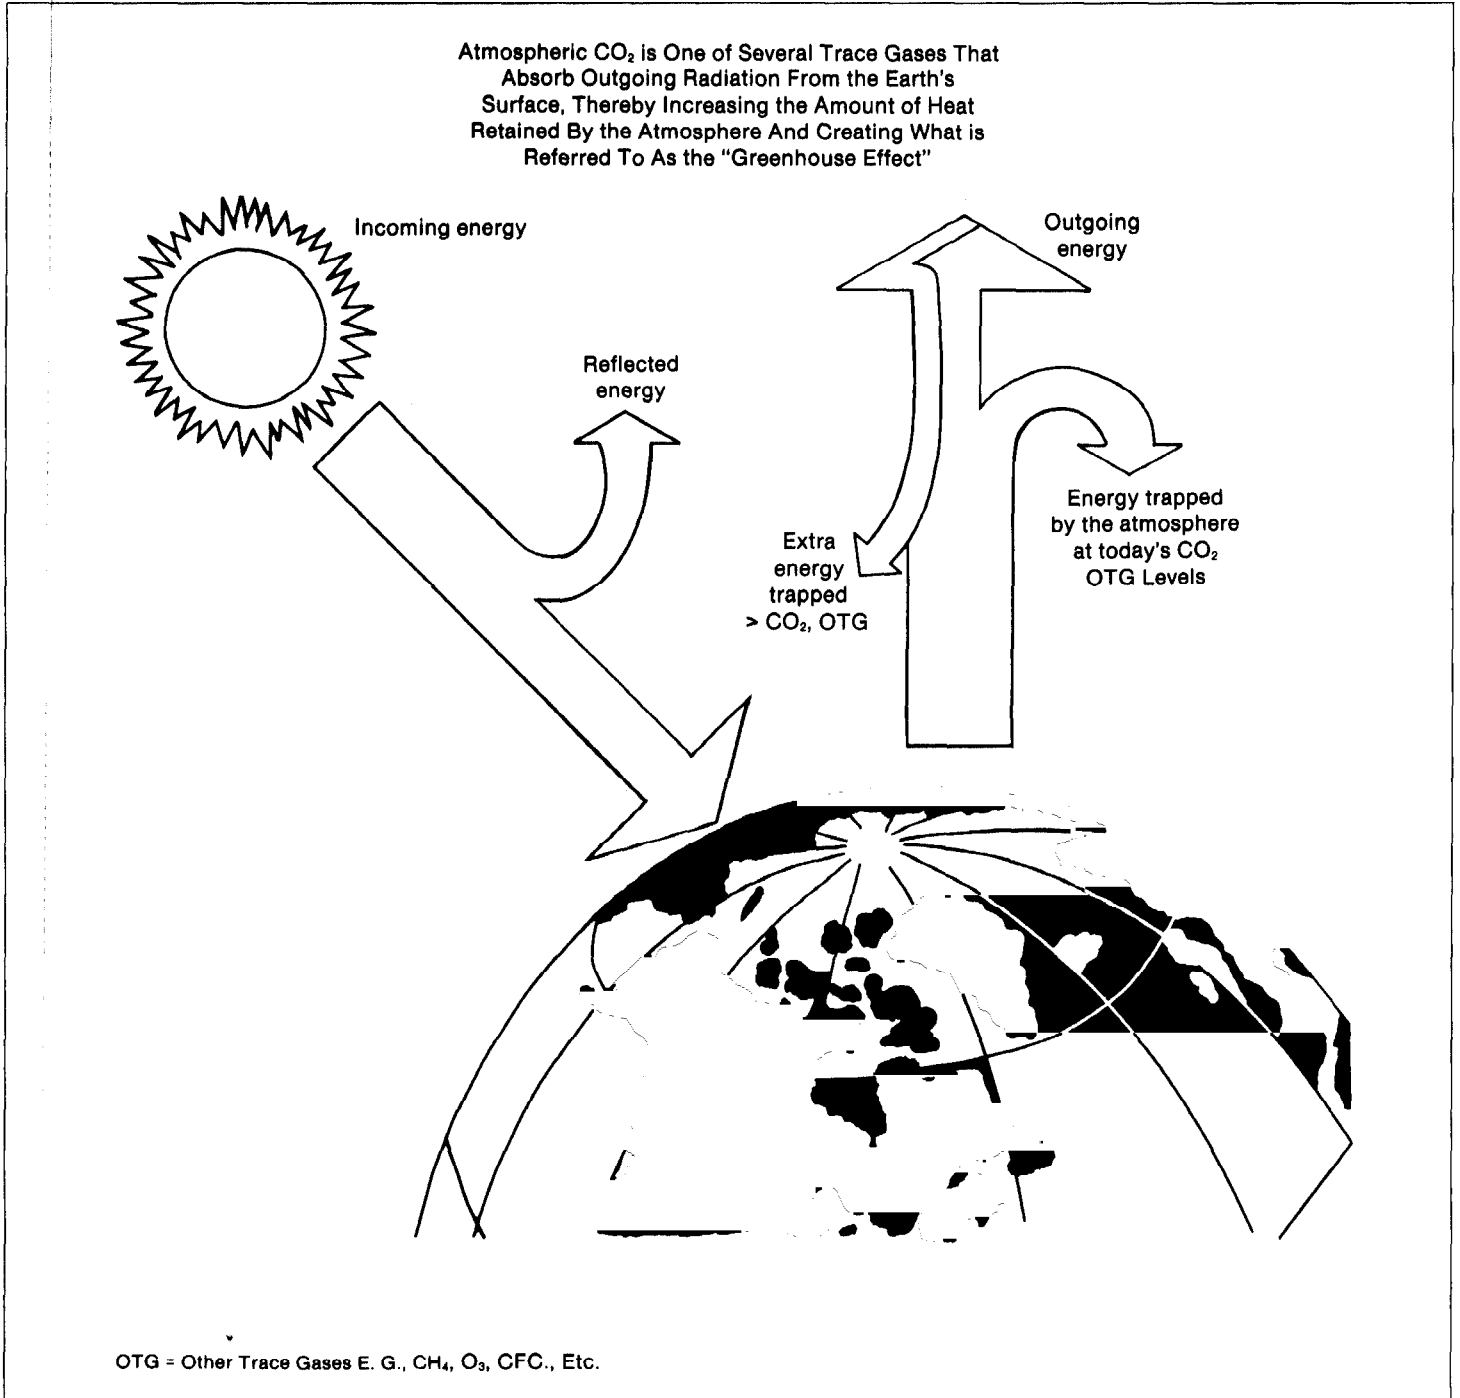 Atmospheric CO₂ is One of Several Trace Gases That
Absorb Outgoing Radiation From the Earth's
Surface, Thereby Increasing the Amount of Heat
Retained By the Atmosphere And Creating What is
Referred To As the "Greenhouse Effect"
Incoming energy
Outgoing
energy
Reflected
energy
Energy trapped
by the atmosphere
at today's CO₂
OTG Levels
Extra
energy
trapped
> CO₂, OTG
OTG = Other Trace Gases E. G., CH₄, O₃, CFC., Etc.